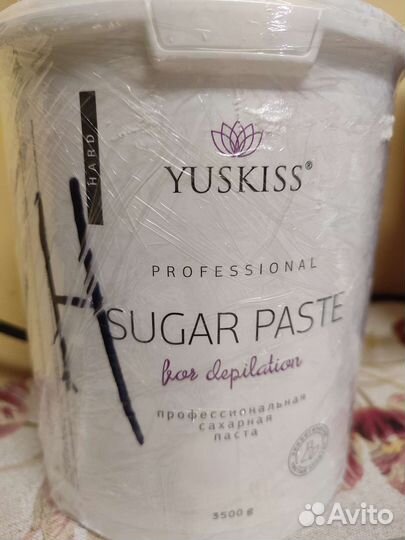 HARD
YUSKISS®
PROFESSIONAL
SUGAR PASTE
for depilation
профессиональная
сахарная
паста
3500 g
Avito